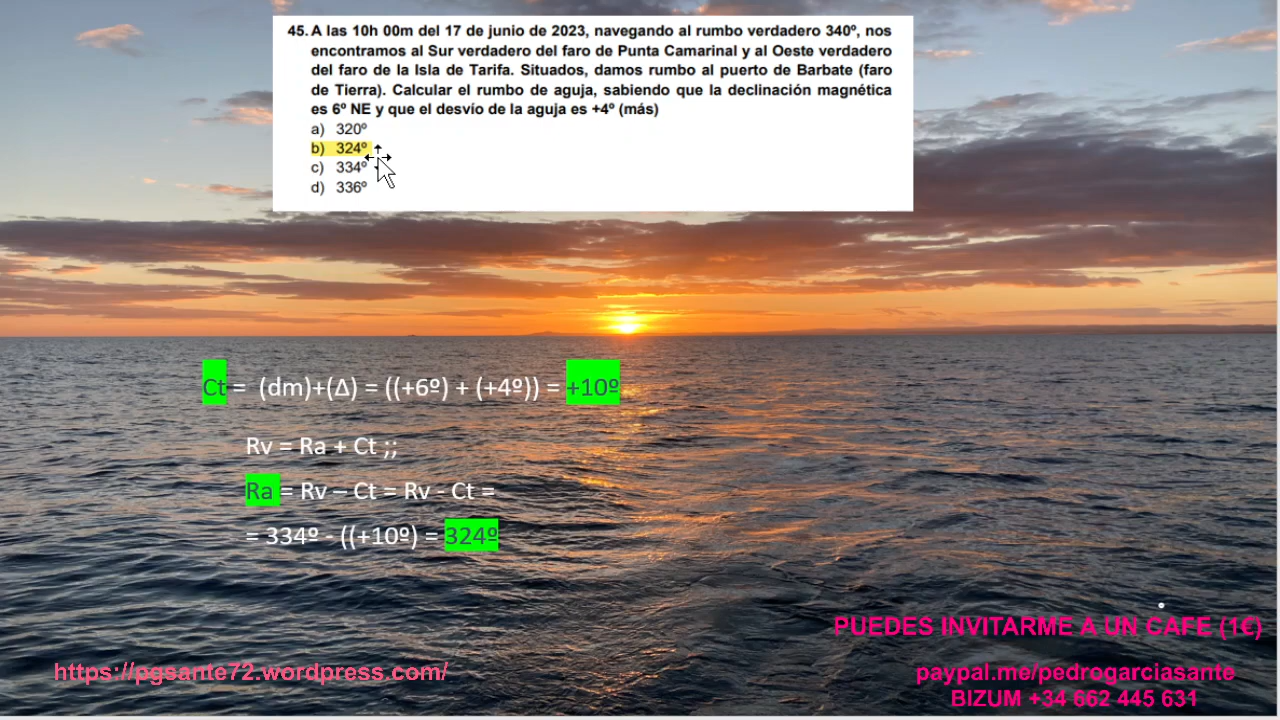 45. A las 10h 00m del 17 de junio de 2023, navegando al rumbo verdadero 340º, nos
encontramos al Sur verdadero del faro de Punta Camarinal y al Oeste verdadero
del faro de la Isla de Tarifa. Situados, damos rumbo al puerto de Barbate (faro
de Tierra). Calcular el rumbo de aguja, sabiendo que la declinación magnética
es 6º NE y que el desvío de la aguja es +4º (más)
a) 320º
b) 324º
c) 334º
d) 336º
Ct = (dm)+(Δ) = ((+6º) + (+4º)) = +10º
Rv = Ra + Ct ;;
Ra = Rv – Ct = Rv - Ct =
= 334º - ((+10º) = 324º
PUEDES INVITARME A UN CAFE (1€)
https://pgsante72.wordpress.com/
paypal.me/pedrogarciasante
BIZUM +34 662 445 631